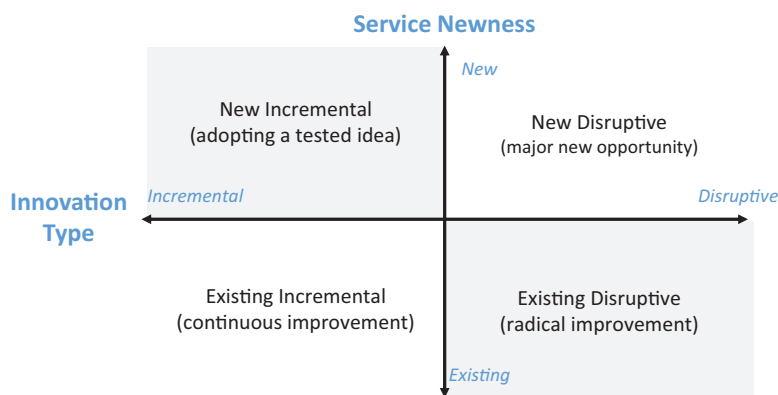 Service Newness
New
New Incremental
(adopting a tested idea)
New Disruptive
(major new opportunity)
Innovation
Type
Incremental
Disruptive
Existing Incremental
(continuous improvement)
Existing Disruptive
(radical improvement)
Existing